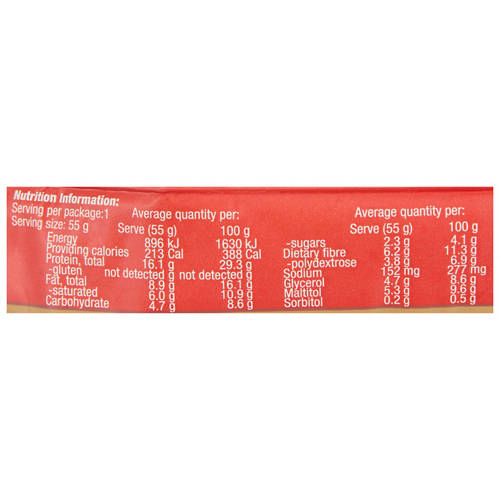 Nutrition Information:
Serving per package:1
Serving size: 55 g
Average quantity per:
Serve (55 g) 100 g
Energy 896 kJ 1630 kJ
Providing calories 213 Cal 388 Cal
Protein, total 16.1 g 29.3 g
-gluten not detected g not detected g
Fat, total 8.9 g 16.1 g
-saturated 6.0 g 10.9 g
Carbohydrate 4.7 g 8.6 g
Average quantity per:
Serve (55 g) 100 g
-sugars 2.3 g 4.1 g
Dietary fibre 6.2 g 11.3 g
-polydextrose 3.8 g 6.9 g
Sodium 152 mg 277 mg
Glycerol 4.7 g 8.6 g
Maltitol 5.3 g 9.6 g
Sorbitol 0.2 g 0.5 g